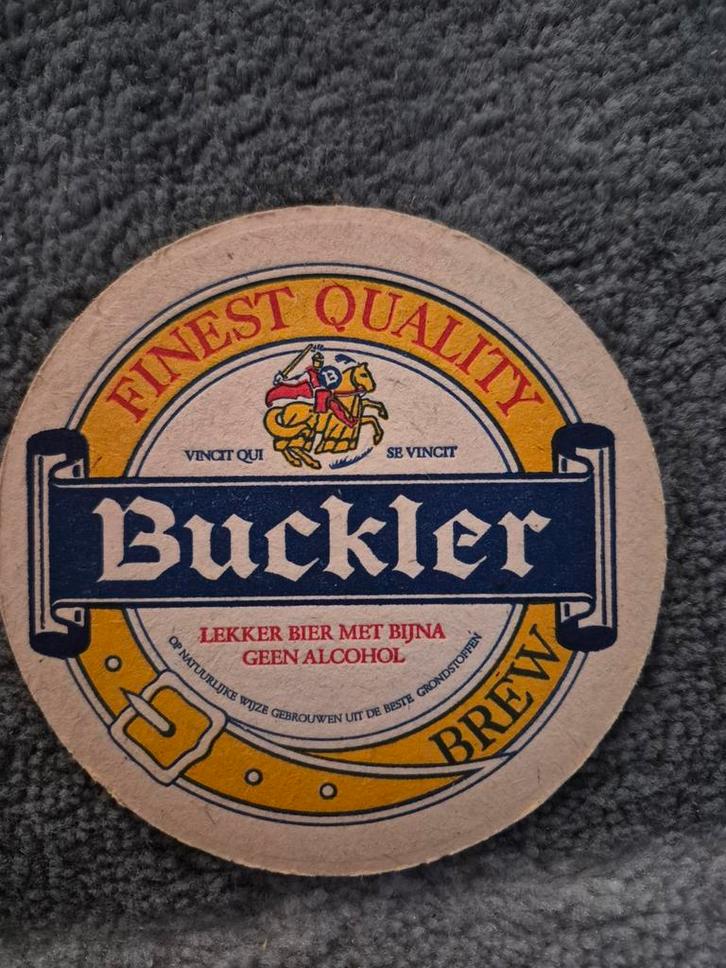 FINEST QUALITY
B
VINCIT QUI SE VINCIT
Buckler
LEKKER BIER MET BIJNA
GEEN ALCOHOL
OP NATUURLIJKE WIJZE GEBROUWEN UIT DE BESTE GRONDSTOFFEN
BREW